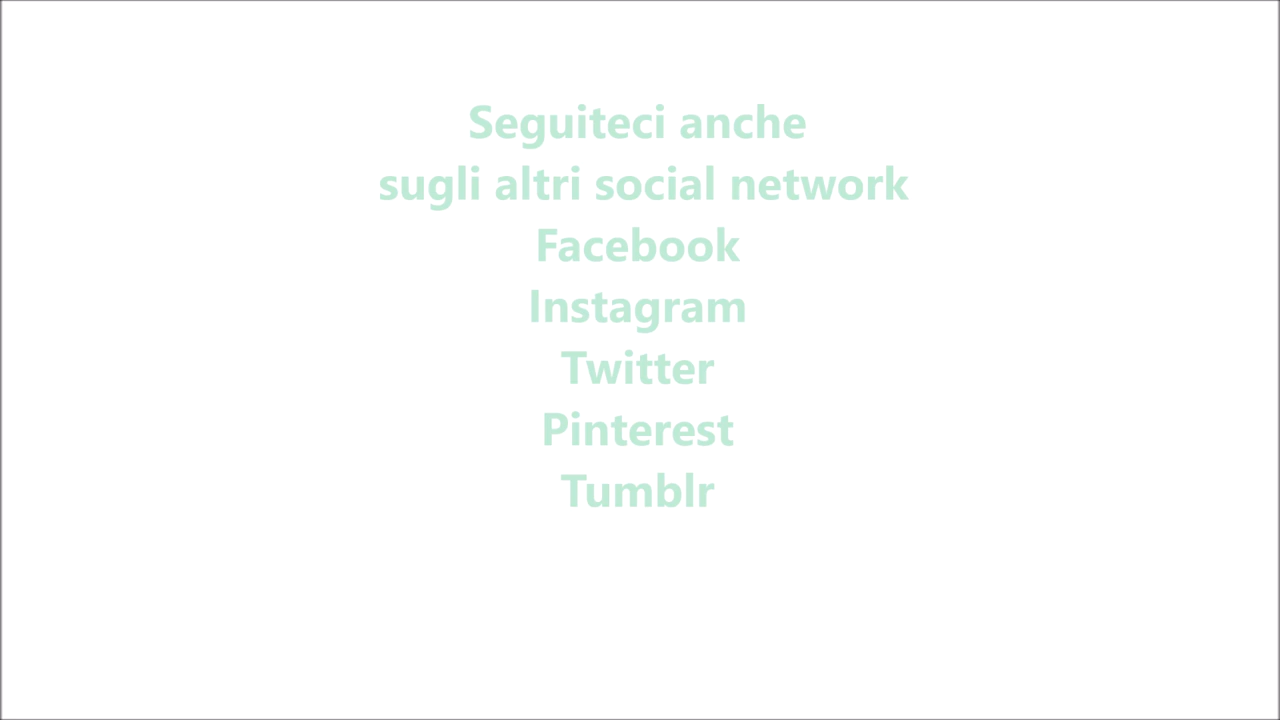 Seguiteci anche
sugli altri social network
Facebook
Instagram
Twitter
Pinterest
Tumblr